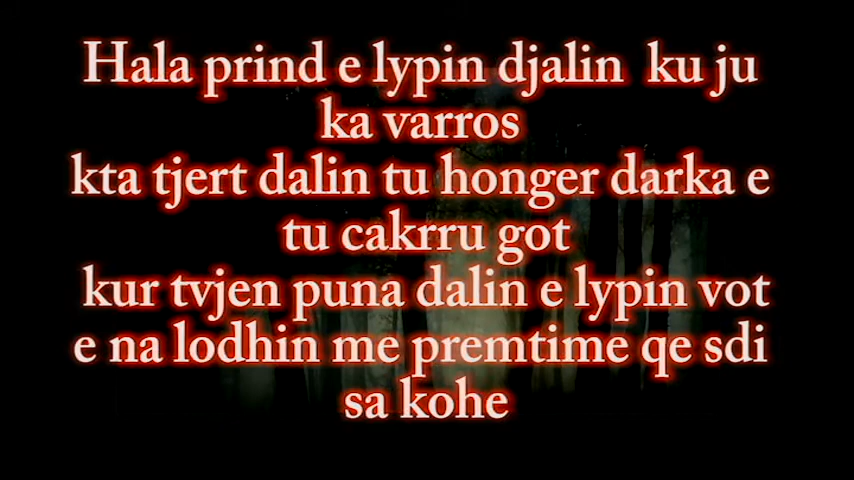 Hala prind e lypin djalin ku ju
ka varros
kta tjert dalin tu honger darka e
tu cakrru got
kur tvjen puna dalin e lypin vot
e na lodhin me premtime qe sdi
sa kohe